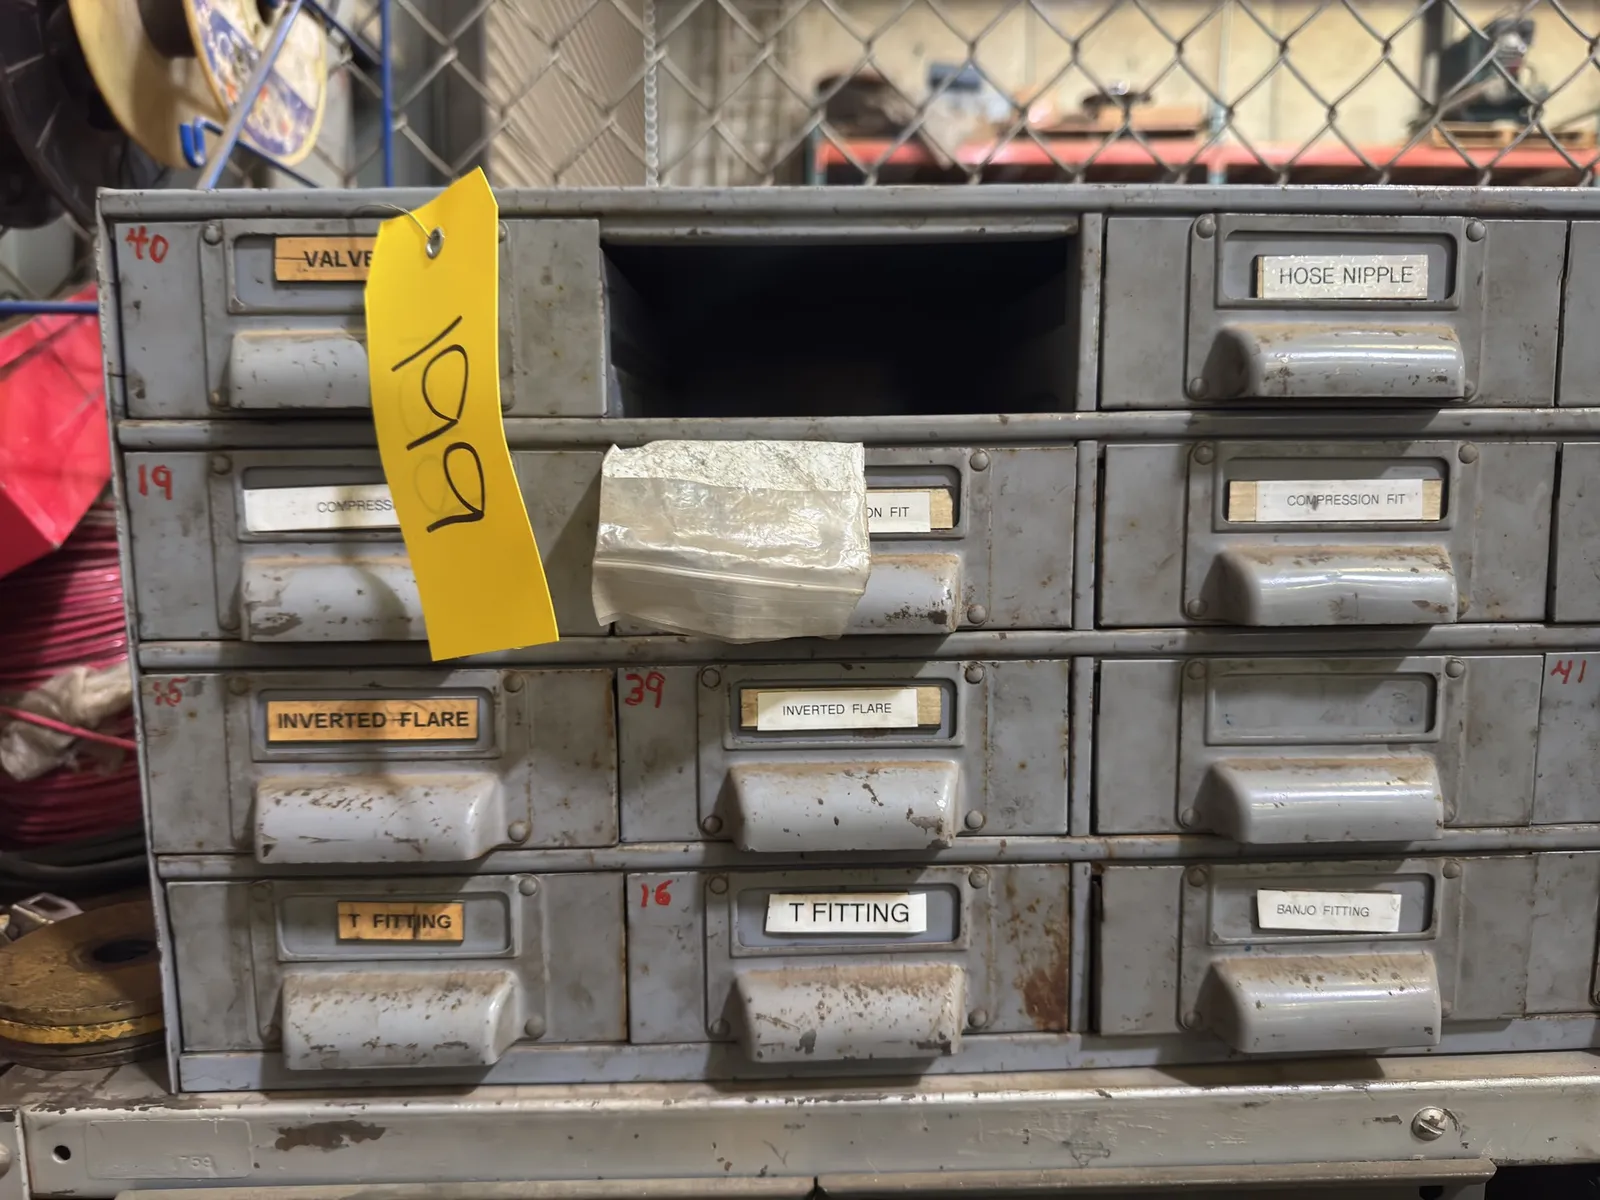 40
VALVE
HOSE NIPPLE
199
19
COMPRESS
ON FIT
COMPRESSION FIT
15
INVERTED FLARE
39
INVERTED FLARE
41
T FITTING
16
T FITTING
BANJO FITTING